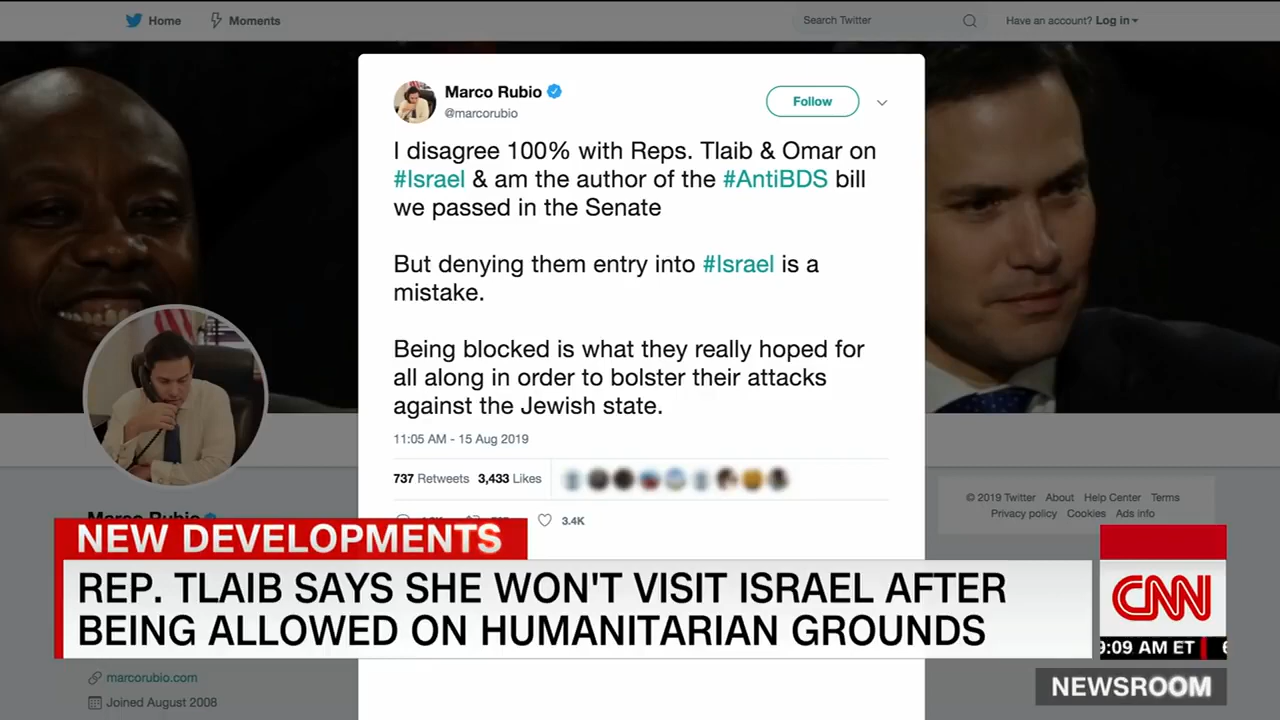 Home
Moments
Search Twitter
Have an account? Log in
Marco Rubio
@marcorubio
Follow
I disagree 100% with Reps. Tlaib & Omar on
#Israel & am the author of the #AntiBDS bill
we passed in the Senate
But denying them entry into #Israel is a
mistake.
Being blocked is what they really hoped for
all along in order to bolster their attacks
against the Jewish state.
11:05 AM - 15 Aug 2019
737 Retweets 3,433 Likes
3.4K
© 2019 Twitter About Help Center Terms
Privacy policy Cookies Ads info
Marco Rubio
NEW DEVELOPMENTS
REP. TLAIB SAYS SHE WON'T VISIT ISRAEL AFTER
BEING ALLOWED ON HUMANITARIAN GROUNDS
CNN
9:09 AM ET
NEWSROOM
marcorubio.com
Joined August 2008